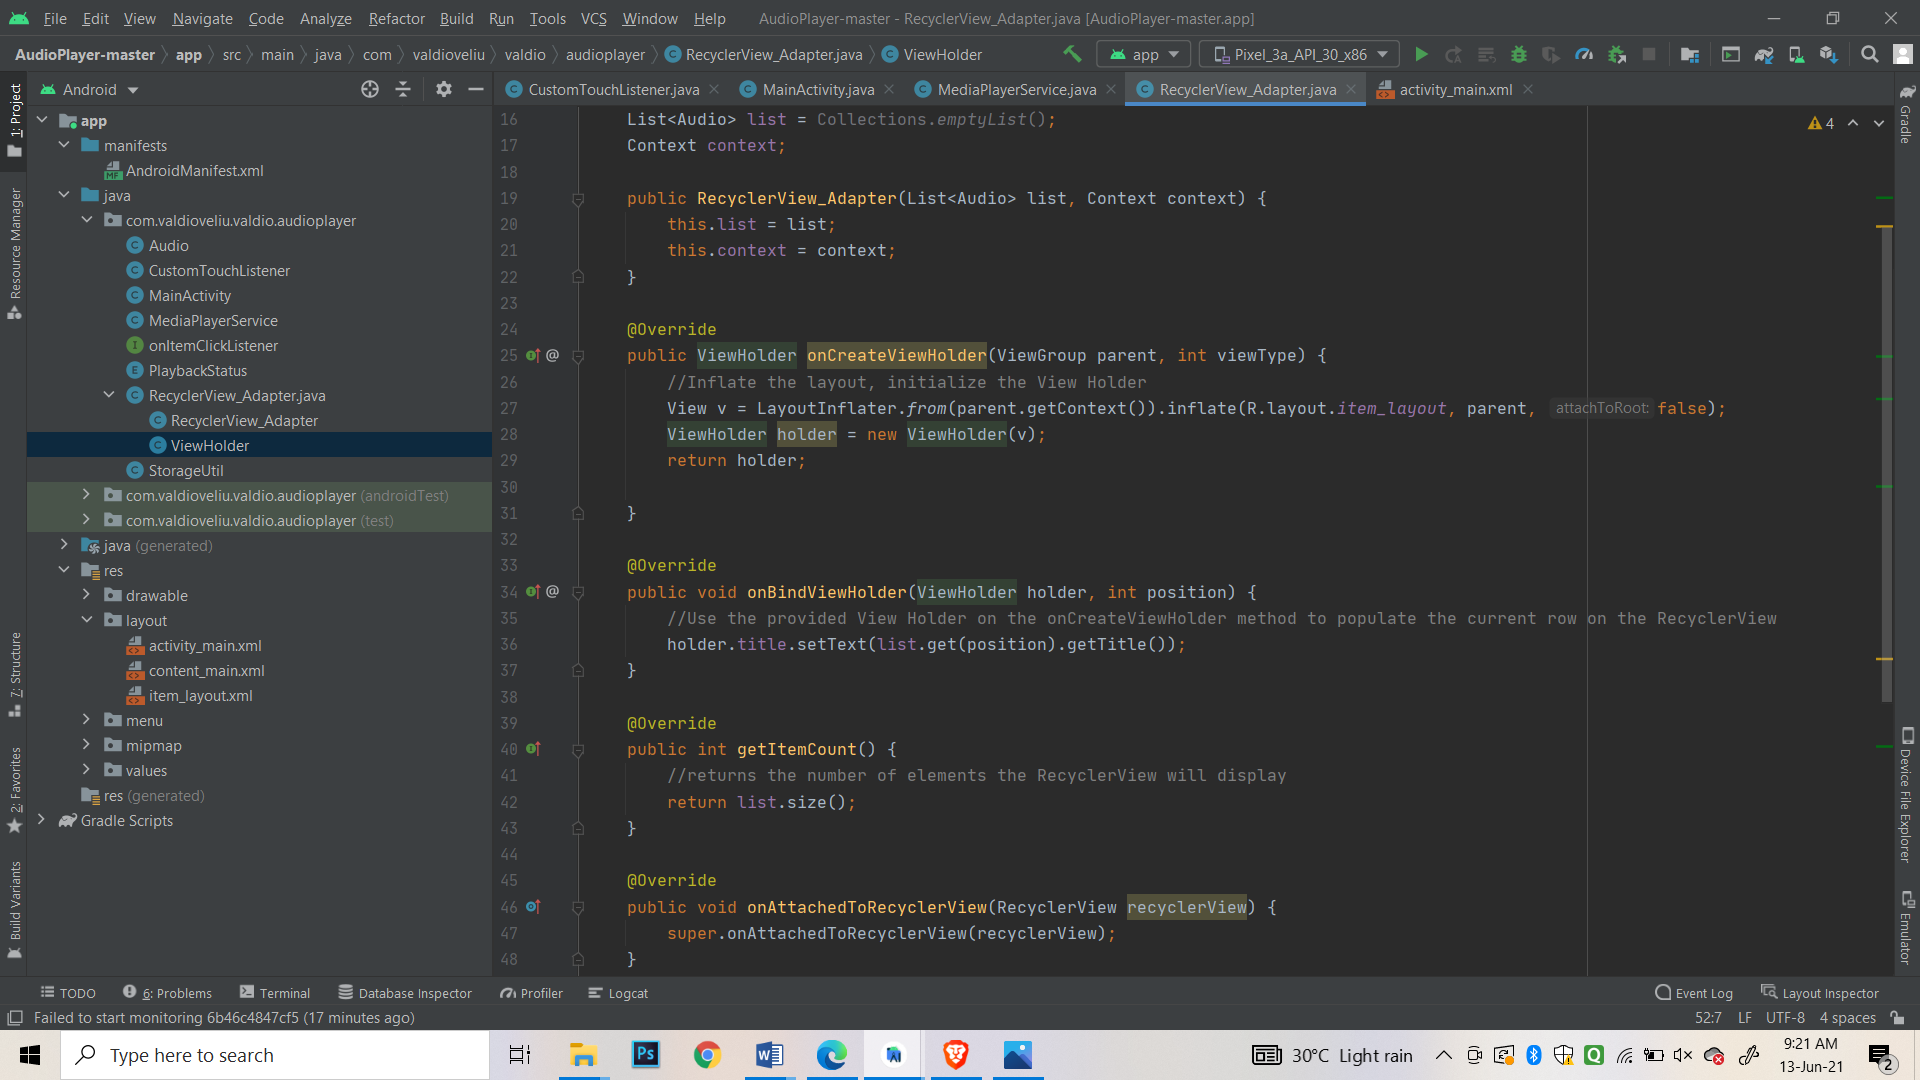 File Edit View Navigate Code Analyze Refactor Build Run Tools VCS Window Help AudioPlayer-master - RecyclerView_Adapter.java [AudioPlayer-master.app]
AudioPlayer-master app src main java com valdioveliu valdio audioplayer RecyclerView_Adapter.java ViewHolder app Pixel_3a_API_30_x86
Android
CustomTouchListener.java MainActivity.java MediaPlayerService.java RecyclerView_Adapter.java activity_main.xml
1: Project
Resource Manager
7: Structure
2: Favorites
Build Variants
app
manifests
AndroidManifest.xml
java
com.valdioveliu.valdio.audioplayer
Audio
CustomTouchListener
MainActivity
MediaPlayerService
onItemClickListener
PlaybackStatus
RecyclerView_Adapter.java
RecyclerView_Adapter
ViewHolder
StorageUtil
com.valdioveliu.valdio.audioplayer (androidTest)
com.valdioveliu.valdio.audioplayer (test)
java (generated)
res
drawable
layout
activity_main.xml
content_main.xml
item_layout.xml
menu
mipmap
values
res (generated)
Gradle Scripts
16 List<Audio> list = Collections.emptyList();
17 Context context;
18
19 public RecyclerView_Adapter(List<Audio> list, Context context) {
20 this.list = list;
21 this.context = context;
22 }
23
24 @Override
25 public ViewHolder onCreateViewHolder(ViewGroup parent, int viewType) {
26 //Inflate the layout, initialize the View Holder
27 View v = LayoutInflater.from(parent.getContext()).inflate(R.layout.item_layout, parent, attachToRoot: false);
28 ViewHolder holder = new ViewHolder(v);
29 return holder;
30
31 }
32
33 @Override
34 public void onBindViewHolder(ViewHolder holder, int position) {
35 //Use the provided View Holder on the onCreateViewHolder method to populate the current row on the RecyclerView
36 holder.title.setText(list.get(position).getTitle());
37 }
38
39 @Override
40 public int getItemCount() {
41 //returns the number of elements the RecyclerView will display
42 return list.size();
43 }
44
45 @Override
46 public void onAttachedToRecyclerView(RecyclerView recyclerView) {
47 super.onAttachedToRecyclerView(recyclerView);
48 }
4
Gradle
Device File Explorer
Emulator
TODO 6: Problems Terminal Database Inspector Profiler Logcat Event Log Layout Inspector
Failed to start monitoring 6b46c4847cf5 (17 minutes ago) 52:7 LF UTF-8 4 spaces
Type here to search
30°C Light rain
9:21 AM
13-Jun-21
2